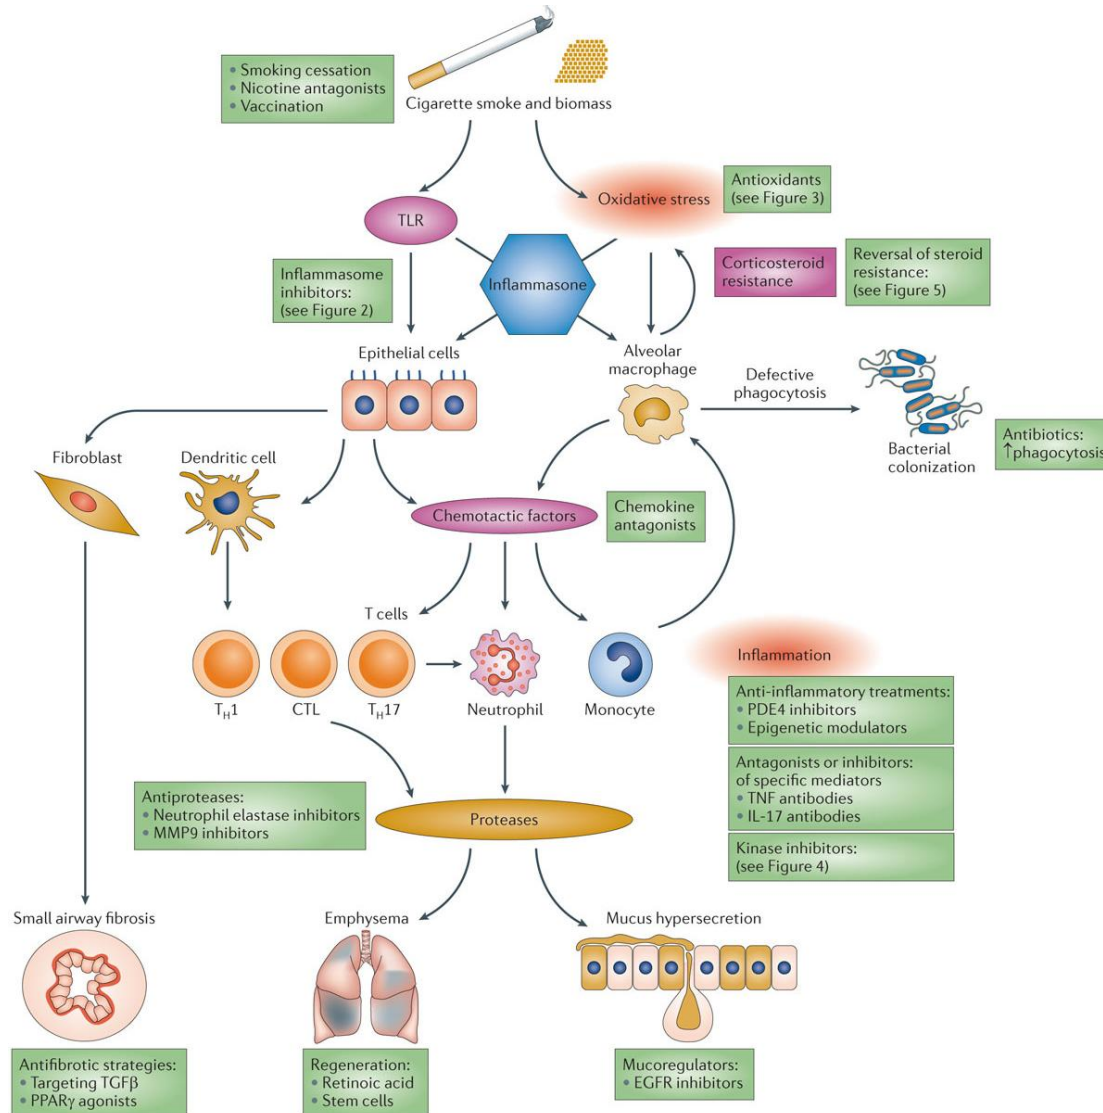 • Smoking cessation
• Nicotine antagonists
• Vaccination
Cigarette smoke and biomass
TLR
Oxidative stress
Antioxidants
(see Figure 3)
Inflammasome
inhibitors:
(see Figure 2)
Inflammasone
Corticosteroid
resistance
Reversal of steroid
resistance:
(see Figure 5)
Epithelial cells
Alveolar
macrophage
Defective
phagocytosis
Fibroblast
Dendritic cell
Bacterial
colonization
Antibiotics:
↑phagocytosis
Chemotactic factors
Chemokine
antagonists
T cells
T_H1
CTL
T_H17
Neutrophil
Monocyte
Inflammation
Anti-inflammatory treatments:
• PDE4 inhibitors
• Epigenetic modulators
Antagonists or inhibitors:
of specific mediators
• TNF antibodies
• IL-17 antibodies
Kinase inhibitors:
(see Figure 4)
Antiproteases:
• Neutrophil elastase inhibitors
• MMP9 inhibitors
Proteases
Small airway fibrosis
Emphysema
Mucus hypersecretion
Antifibrotic strategies:
• Targeting TGFβ
• PPARγ agonists
Regeneration:
• Retinoic acid
• Stem cells
Mucoregulators:
• EGFR inhibitors